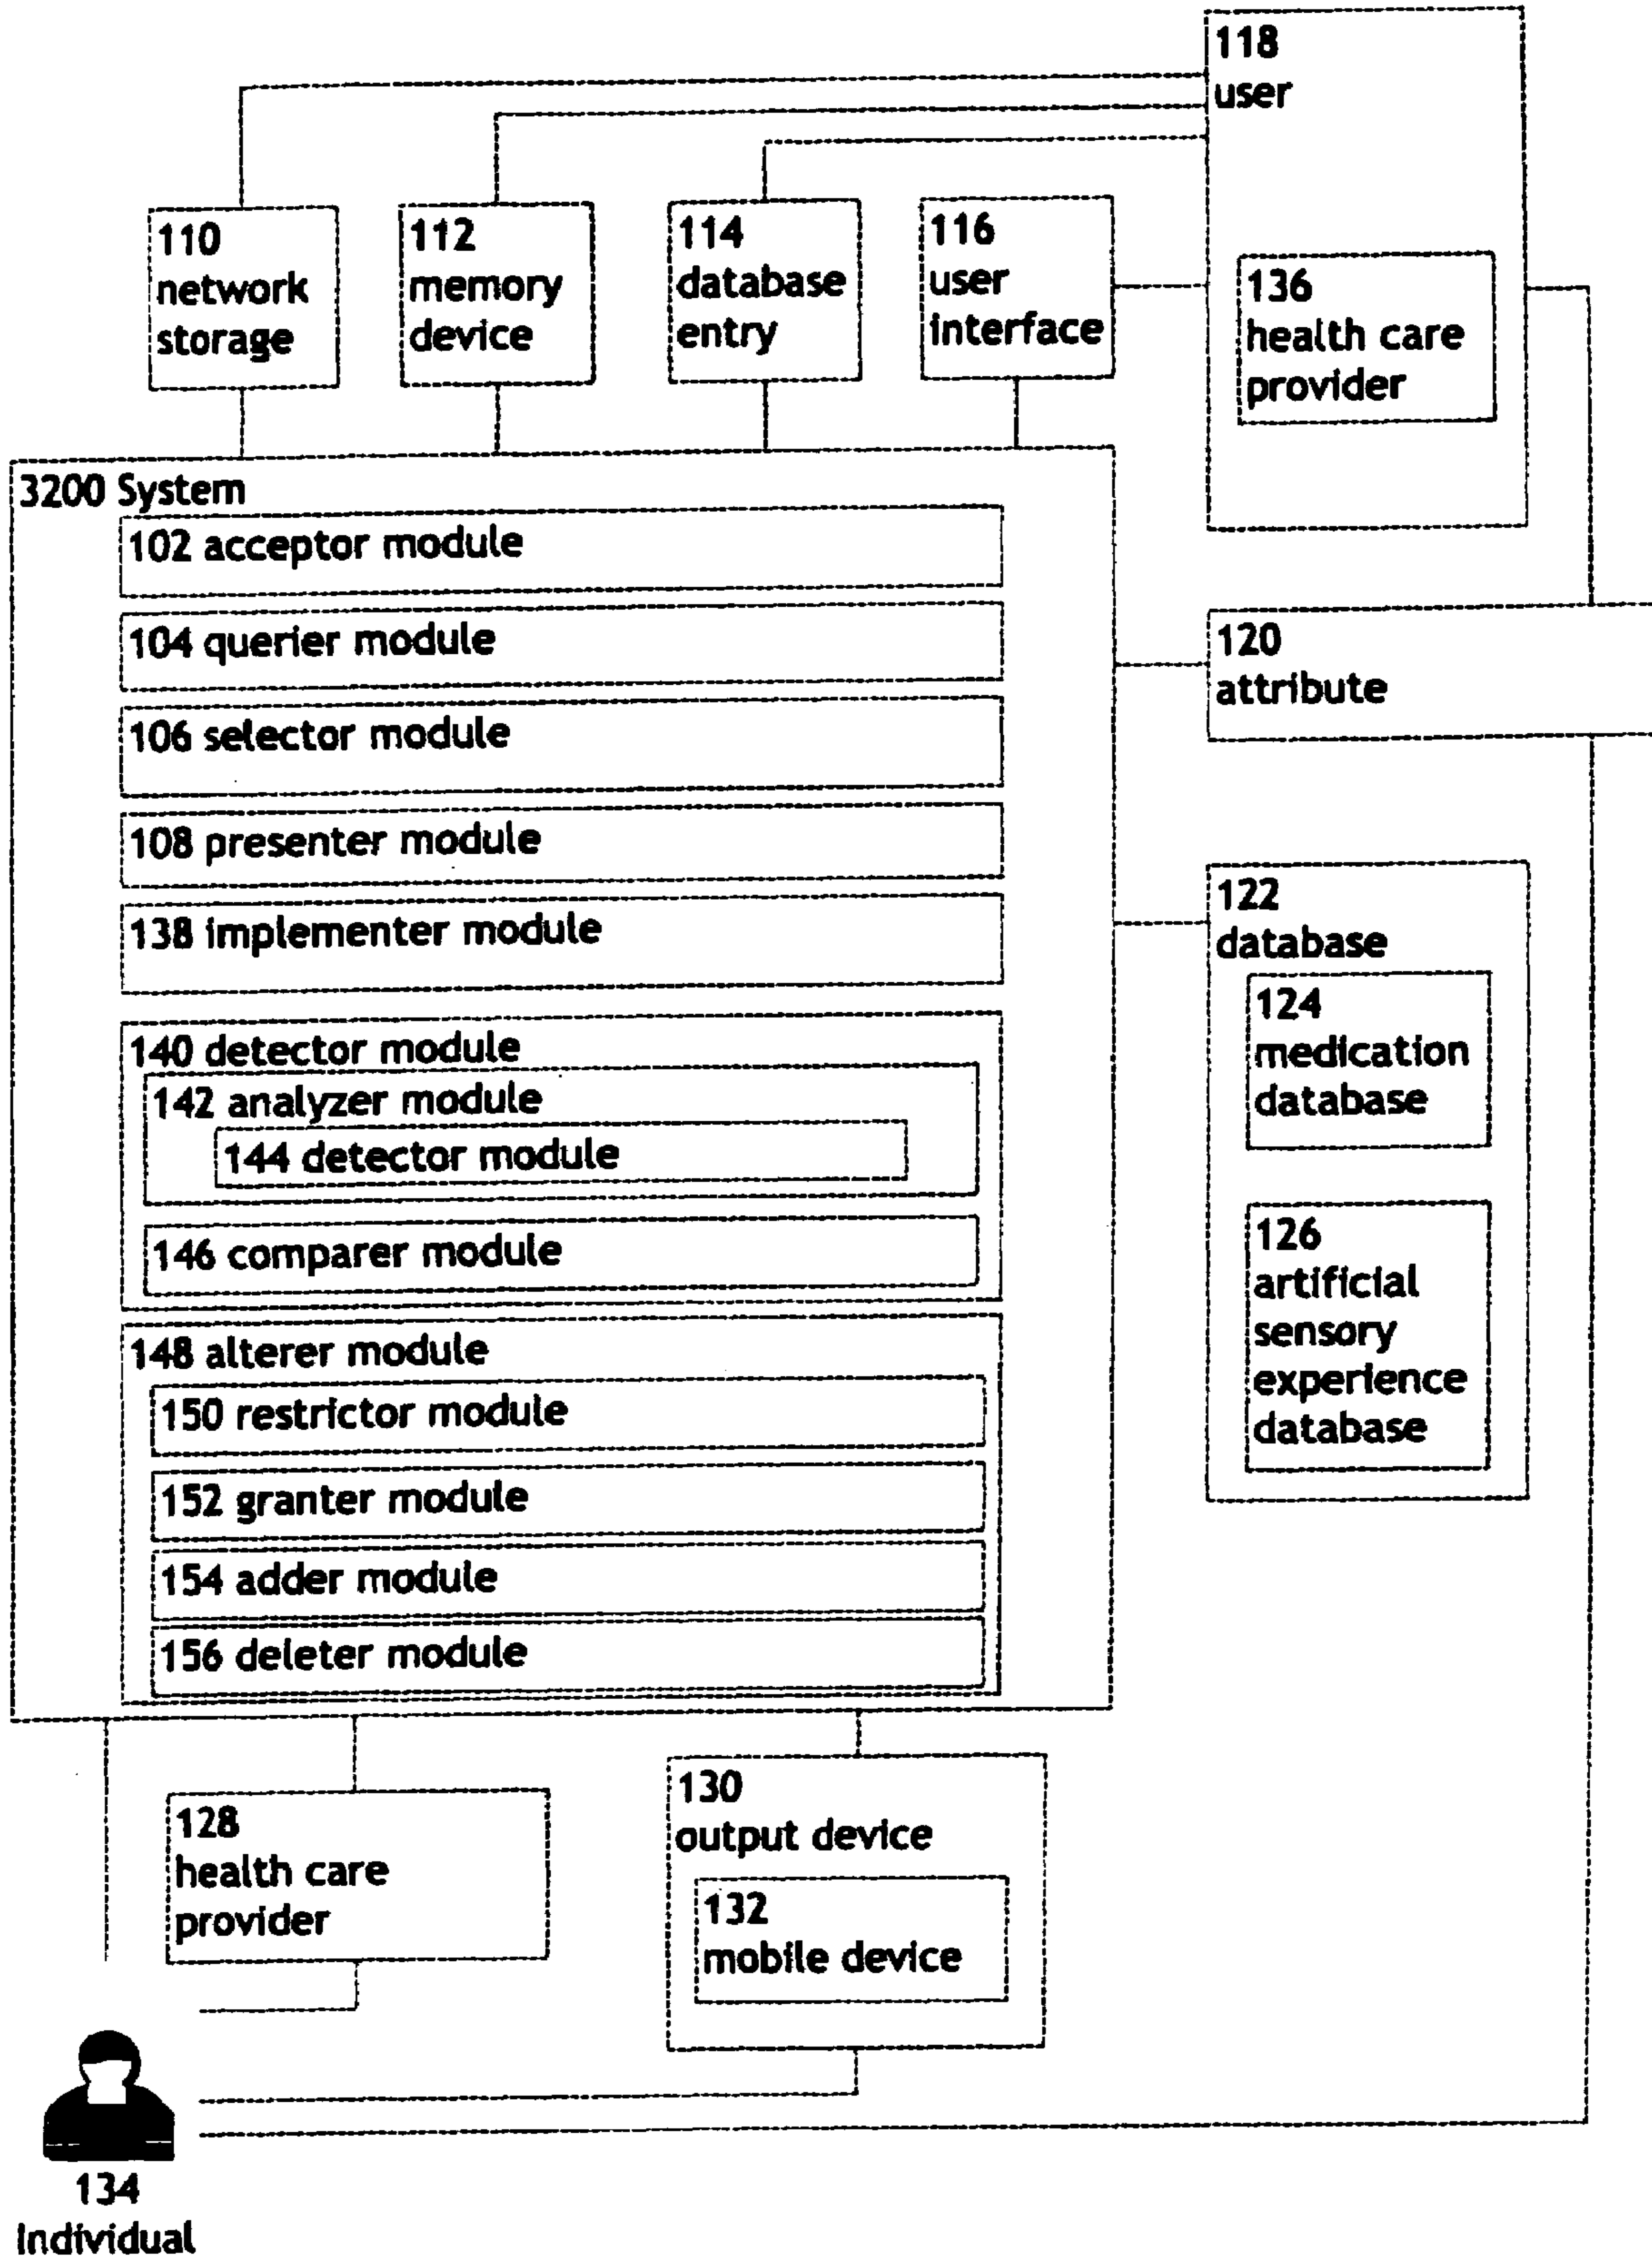 118
user
110
network
storage
112
memory
device
114
database
entry
116
user
interface
136
health care
provider
3200 System
102 acceptor module
104 querier module
106 selector module
108 presenter module
138 implementer module
140 detector module
142 analyzer module
144 detector module
146 comparer module
148 alterer module
150 restrictor module
152 granter module
154 adder module
156 deleter module
120
attribute
122
database
124
medication
database
126
artificial
sensory
experience
database
128
health care
provider
130
output device
132
mobile device
134
Individual